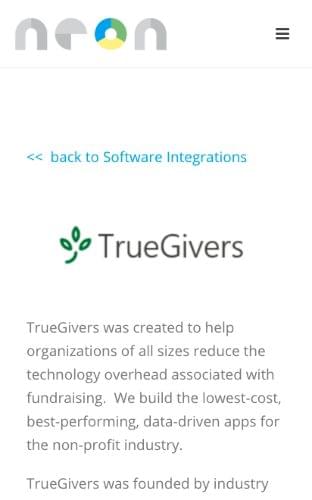 neon
<< back to Software Integrations
TrueGivers
TrueGivers was created to help
organizations of all sizes reduce the
technology overhead associated with
fundraising. We build the lowest-cost,
best-performing, data-driven apps for
the non-profit industry.
TrueGivers was founded by industry